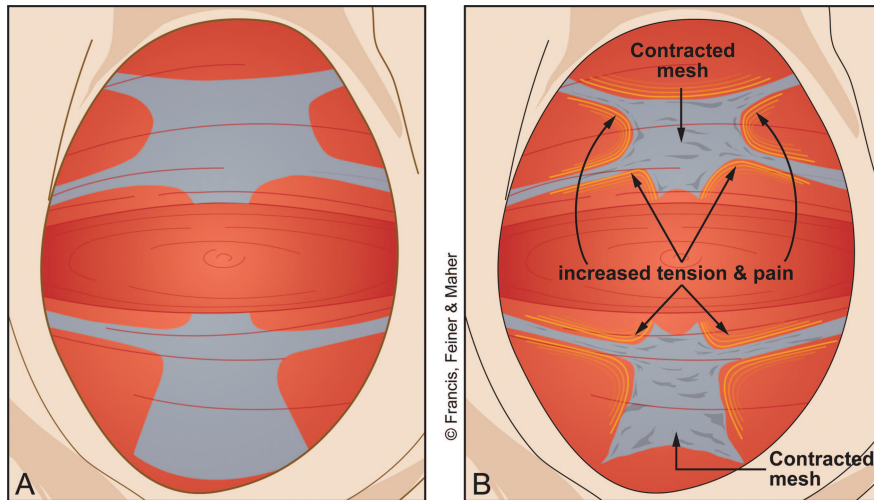 A
© Francis, Feiner & Maher
Contracted
mesh
increased tension & pain
Contracted
mesh
B